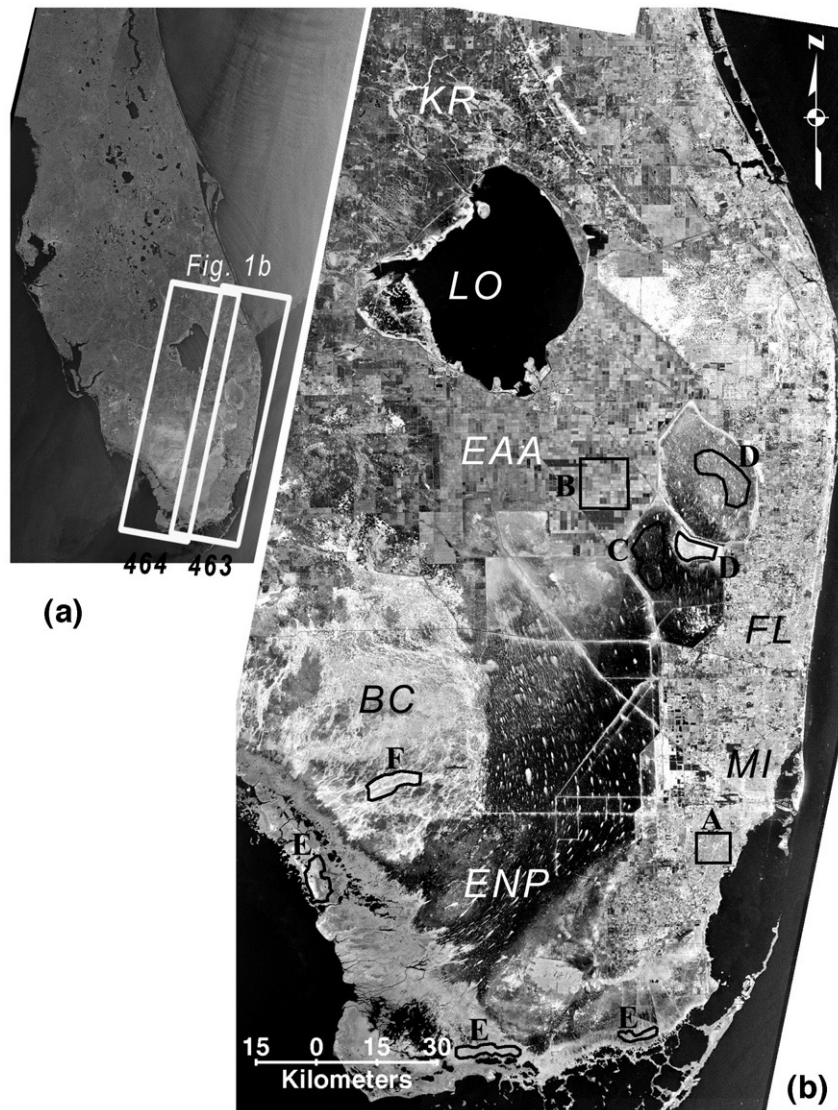 Z
KR
Fig. 1b
LO
EAA
D
B
C
D
464 463
(a)
FL
BC
F
MI
A
E
ENP
E
E
15 0 15 30
Kilometers
(b)